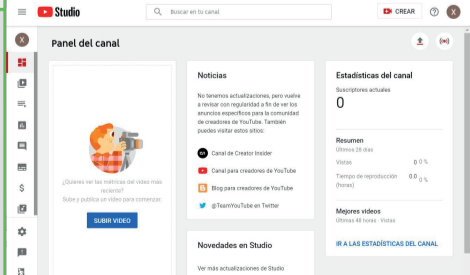 Studio
Buscar en tu canal
CREAR
X
X
Panel del canal
¿Quieres ver las métricas del video más
reciente?
Sube y publica un video para comenzar.
SUBIR VIDEO
Noticias
No tenemos actualizaciones, pero vuelve
a revisar con regularidad a fin de ver los
anuncios específicos para la comunidad
de creadores de YouTube. También
puedes visitar estos sitios:
Canal de Creator Insider
Canal para creadores de YouTube
Blog para creadores de YouTube
@TeamYouTube en Twitter
Novedades en Studio
Ver más actualizaciones de Studio
Estadísticas del canal
Suscriptores actuales
0
Resumen
Últimos 28 días
Vistas 0 0 %
Tiempo de reproducción 0.0 0 %
(horas)
Mejores videos
Últimas 48 horas · Vistas
IR A LAS ESTADÍSTICAS DEL CANAL